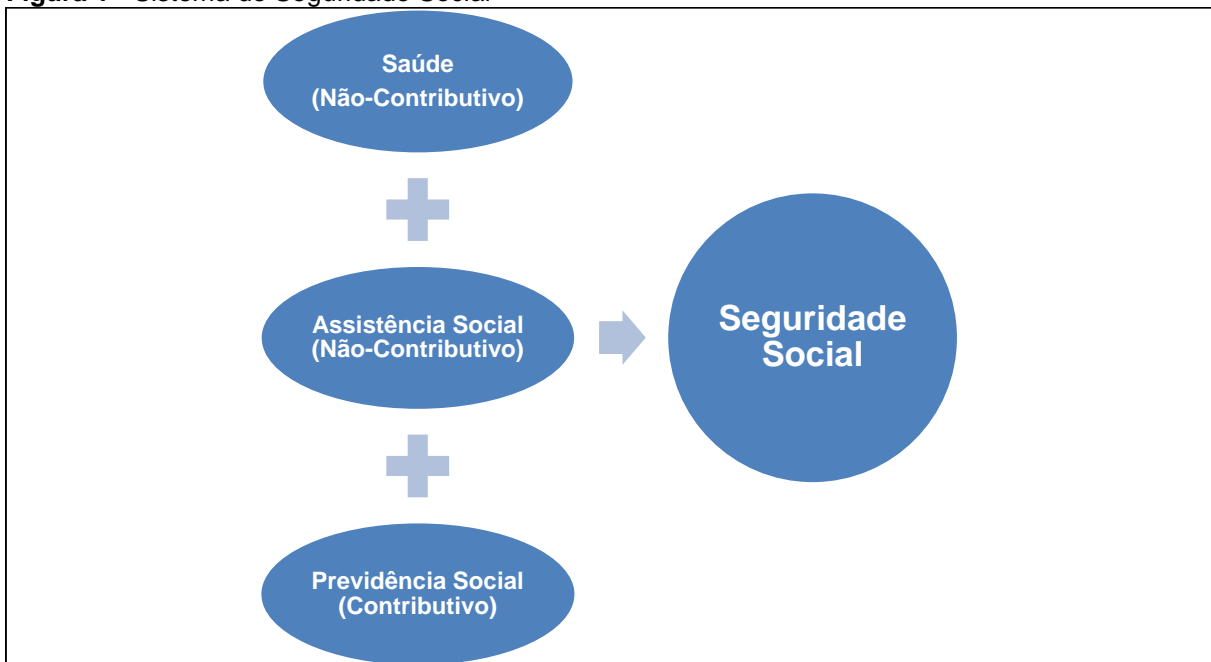 Saúde
(Não-Contributivo)
Assistência Social
(Não-Contributivo)
Seguridade
Social
Previdência Social
(Contributivo)